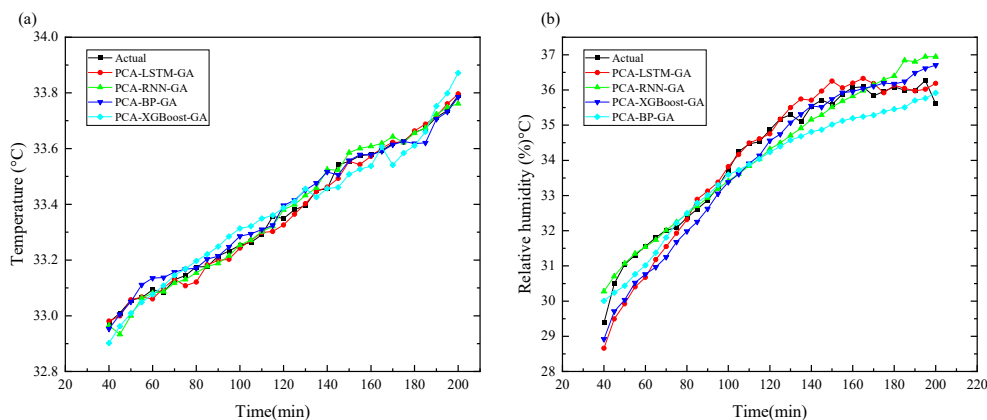 (a)
34.0
33.8
33.6
33.4
33.2
33.0
32.8
Temperature (°C)
Actual
PCA-LSTM-GA
PCA-RNN-GA
PCA-BP-GA
PCA-XGBoost-GA
20 40 60 80 100 120 140 160 180 200 220
Time(min)
(b)
37
36
35
34
33
32
31
30
29
28
Relative humidity (%)°C)
Actual
PCA-LSTM-GA
PCA-RNN-GA
PCA-XGBoost-GA
PCA-BP-GA
20 40 60 80 100 120 140 160 180 200 220
Time(min)